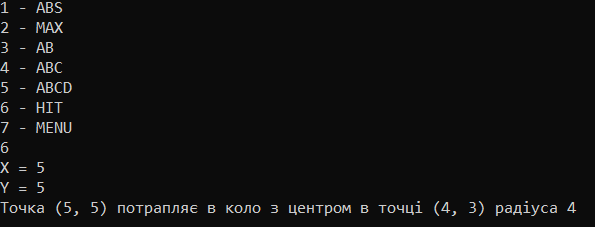 1 - ABS
2 - MAX
3 - AB
4 - ABC
5 - ABCD
6 - HIT
7 - MENU
6
X = 5
Y = 5
Точка (5, 5) потрапляє в коло з центром в точці (4, 3) радіуса 4